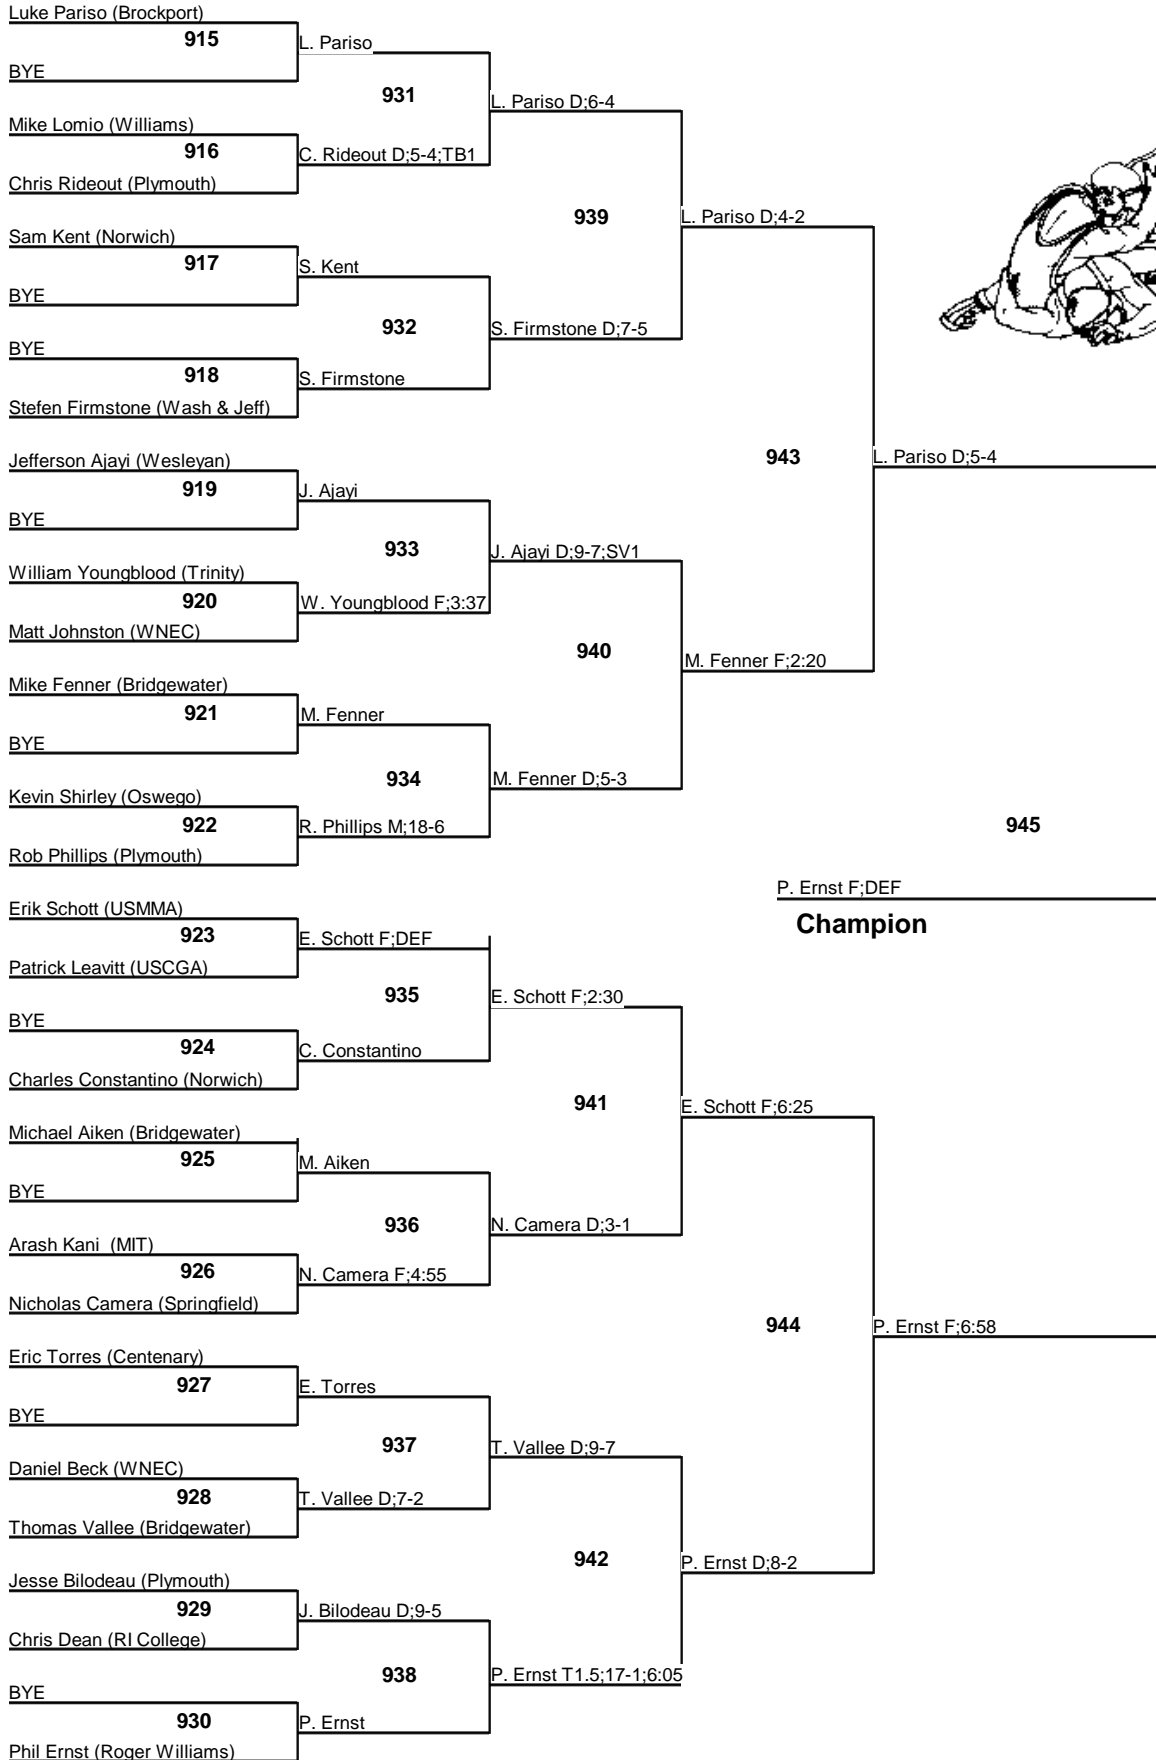 Luke Pariso (Brockport)
915
L. Pariso
BYE
931
L. Pariso D;6-4
Mike Lomio (Williams)
916
C. Rideout D;5-4;TB1
Chris Rideout (Plymouth)
939
L. Pariso D;4-2
Sam Kent (Norwich)
917
S. Kent
BYE
932
S. Firmstone D;7-5
BYE
918
S. Firmstone
Stefen Firmstone (Wash & Jeff)
943
L. Pariso D;5-4
Jefferson Ajayi (Wesleyan)
919
J. Ajayi
BYE
933
J. Ajayi D;9-7;SV1
William Youngblood (Trinity)
920
W. Youngblood F;3:37
Matt Johnston (WNEC)
940
M. Fenner F;2:20
Mike Fenner (Bridgewater)
921
M. Fenner
BYE
934
M. Fenner D;5-3
Kevin Shirley (Oswego)
922
R. Phillips M;18-6
Rob Phillips (Plymouth)
945
P. Ernst F;DEF
Champion
Erik Schott (USMMA)
923
E. Schott F;DEF
Patrick Leavitt (USCGA)
935
E. Schott F;2:30
BYE
924
C. Constantino
Charles Constantino (Norwich)
941
E. Schott F;6:25
Michael Aiken (Bridgewater)
925
M. Aiken
BYE
936
N. Camera D;3-1
Arash Kani  (MIT)
926
N. Camera F;4:55
Nicholas Camera (Springfield)
944
P. Ernst F;6:58
Eric Torres (Centenary)
927
E. Torres
BYE
937
T. Vallee D;9-7
Daniel Beck (WNEC)
928
T. Vallee D;7-2
Thomas Vallee (Bridgewater)
942
P. Ernst D;8-2
Jesse Bilodeau (Plymouth)
929
J. Bilodeau D;9-5
Chris Dean (RI College)
938
P. Ernst T1.5;17-1;6:05
BYE
930
P. Ernst
Phil Ernst (Roger Williams)